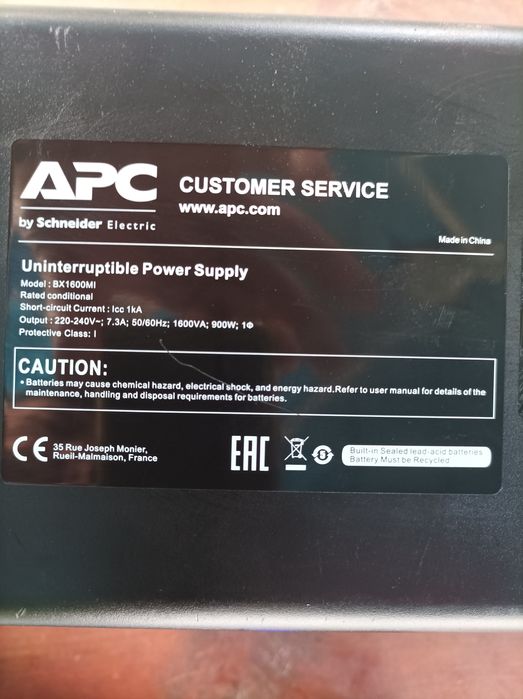 APC
by Schneider Electric
CUSTOMER SERVICE
www.apc.com
Made in China
Uninterruptible Power Supply
Model : BX1600MI
Rated conditional
Short-circuit Current : Icc 1kA
Output : 220-240V~; 7.3A; 50/60Hz; 1600VA; 900W; 1Φ
Protective Class: I
CAUTION:
• Batteries may cause chemical hazard, electrical shock, and energy hazard.Refer to user manual for details of the
maintenance, handling and disposal requirements for batteries.
CE
35 Rue Joseph Monier,
Rueil-Malmaison, France
EAC
Built-in Sealed lead-acid batteries
Battery Must be Recycled